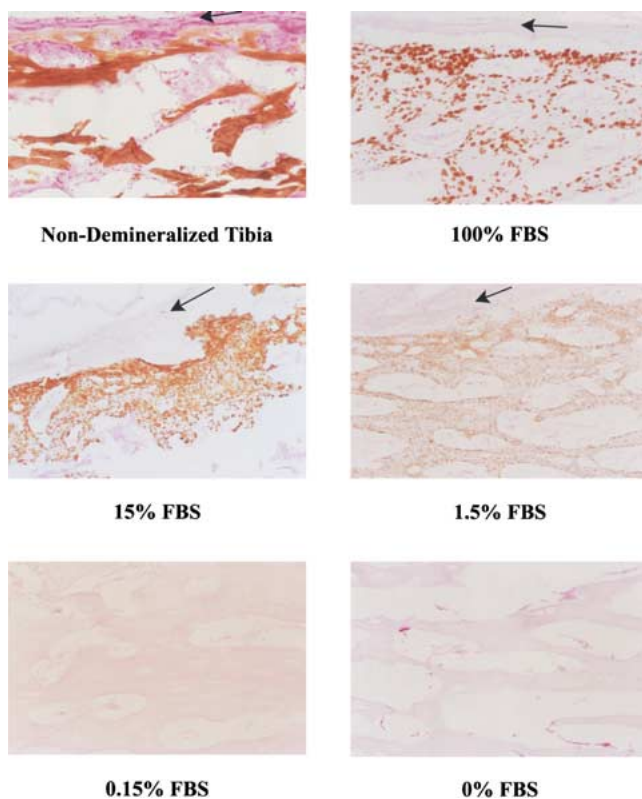 Non-Demineralized Tibia
100% FBS
15% FBS
1.5% FBS
0.15% FBS
0% FBS